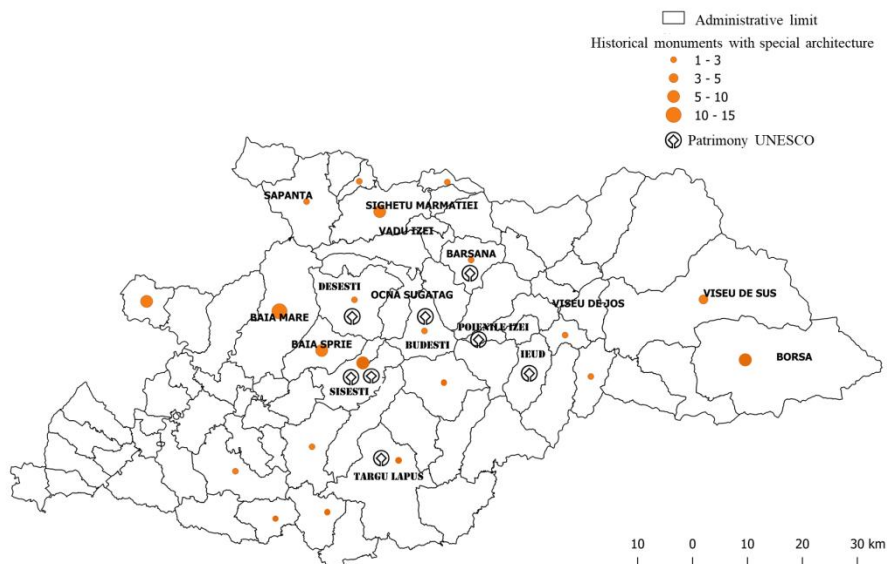 Administrative limit
Historical monuments with special architecture
1 - 3
3 - 5
5 - 10
10 - 15
Patrimony UNESCO
SAPANTA
SIGHETU MARMATIEI
VADU IZEI
BARSANA
DESESTI
OCNA SUGATAG
VISEU DE SUS
VISEU DE JOS
BAIA MARE
POIENILE IZEI
BAIA SPRIE
BUDESTI
IEUD
BORSA
SISESTI
TARGU LAPUS
10 0 10 20 30 km